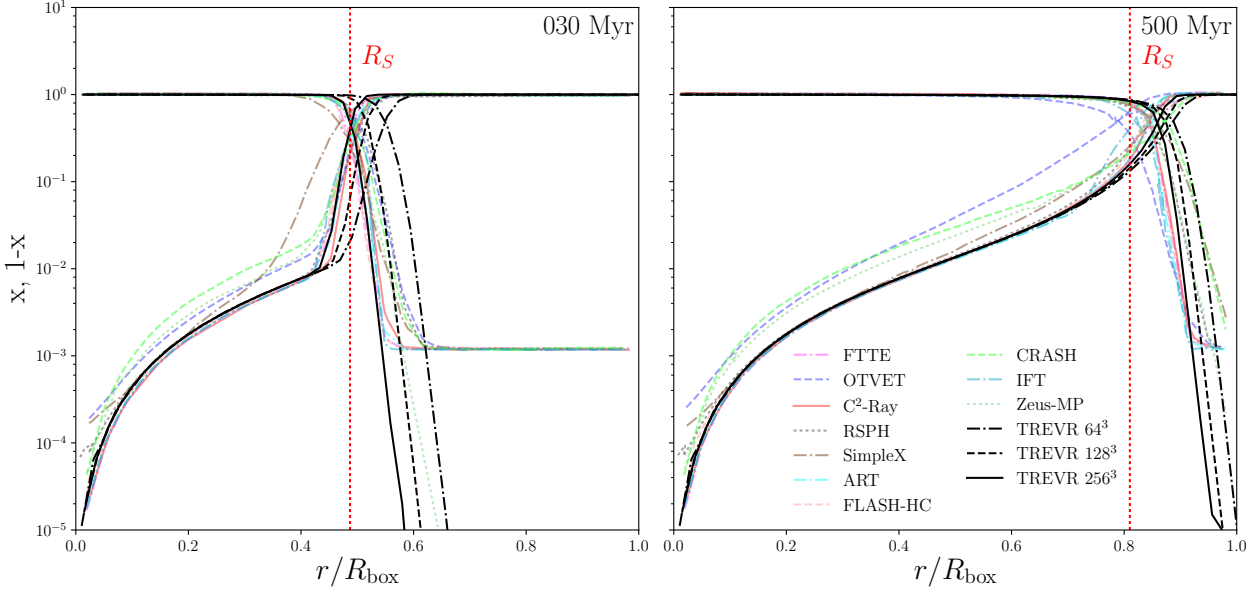 030 Myr
500 Myr
R_S
R_S
x, 1-x
10¹
10⁰
10⁻¹
10⁻²
10⁻³
10⁻⁴
10⁻⁵
FTTE
OTVET
C²-Ray
RSPH
SimpleX
ART
FLASH-HC
CRASH
IFT
Zeus-MP
TREVR 64³
TREVR 128³
TREVR 256³
0.0 0.2 0.4 0.6 0.8 1.0
0.0 0.2 0.4 0.6 0.8 1.0
r/R_box
r/R_box